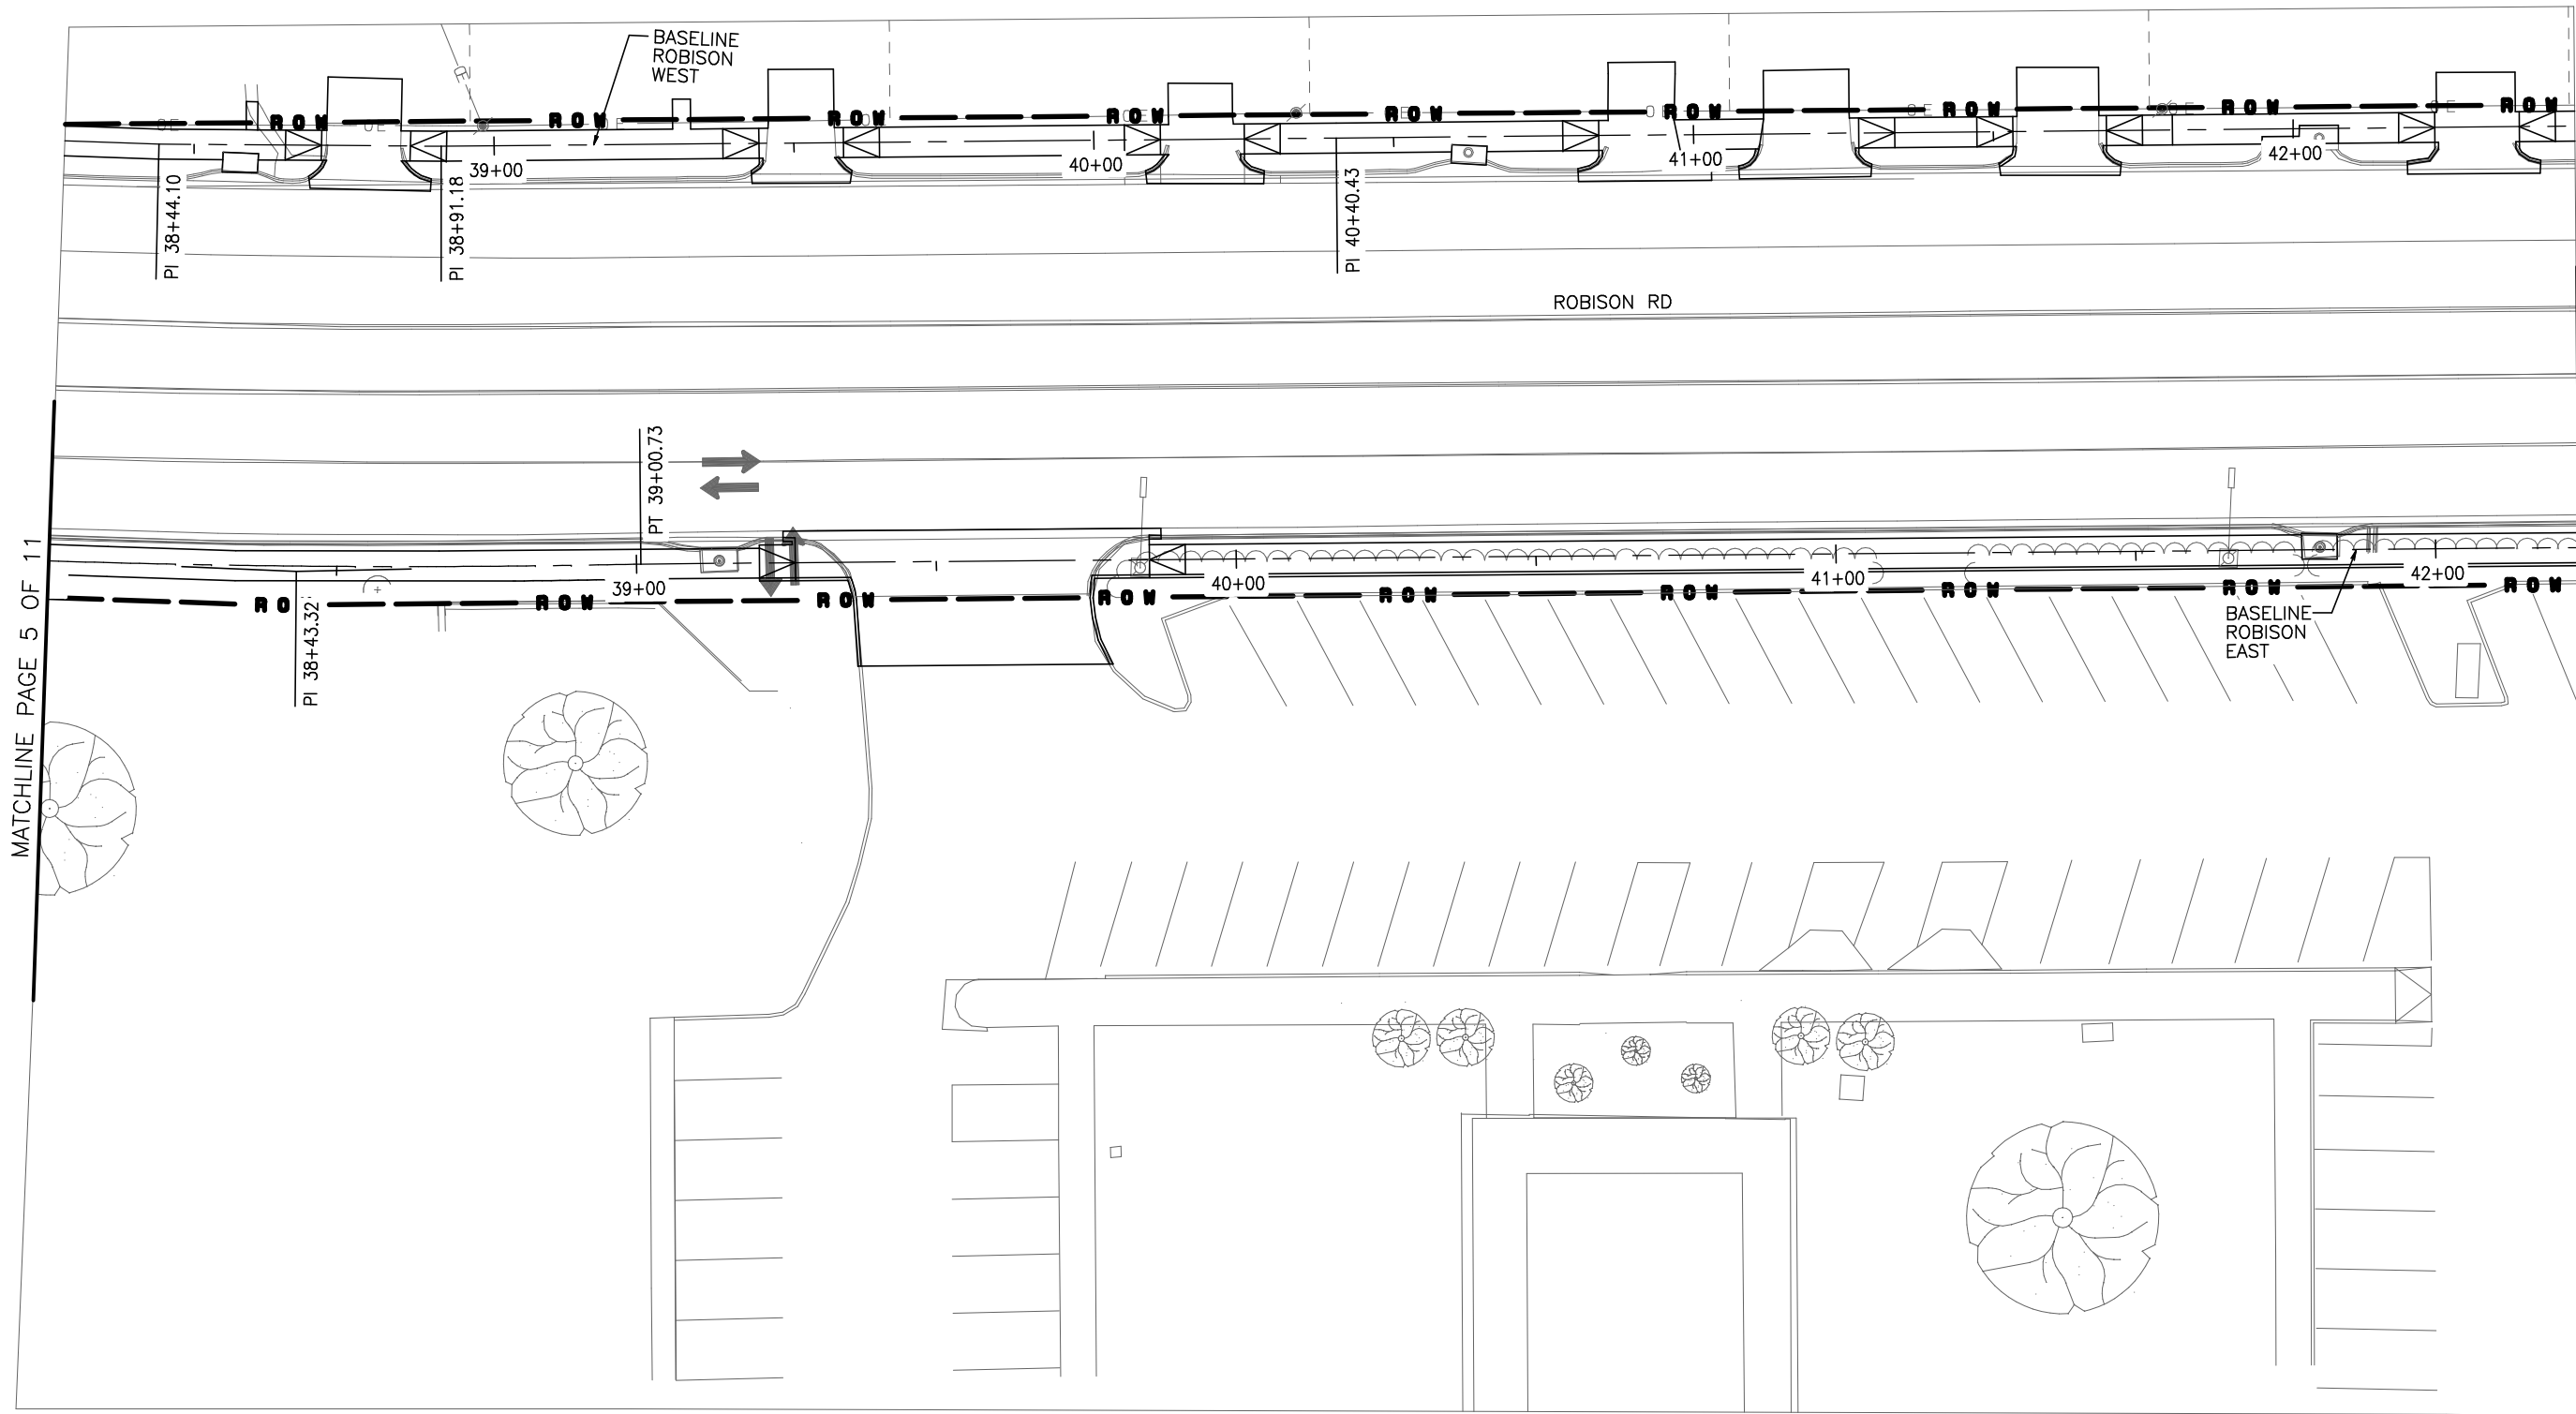 BASELINE
ROBISON
WEST
ROW ROW ROW ROW ROW ROW ROW ROW ROW
OE
39+00
40+00
41+00
42+00
PI 38+44.10
PI 38+91.18
PI 40+40.43
ROBISON RD
PT 39+00.73
39+00
40+00
41+00
42+00
RO ROW ROW ROW ROW ROW ROW ROW ROW
PI 38+43.32
BASELINE
ROBISON
EAST
MATCHLINE PAGE 5 OF 11